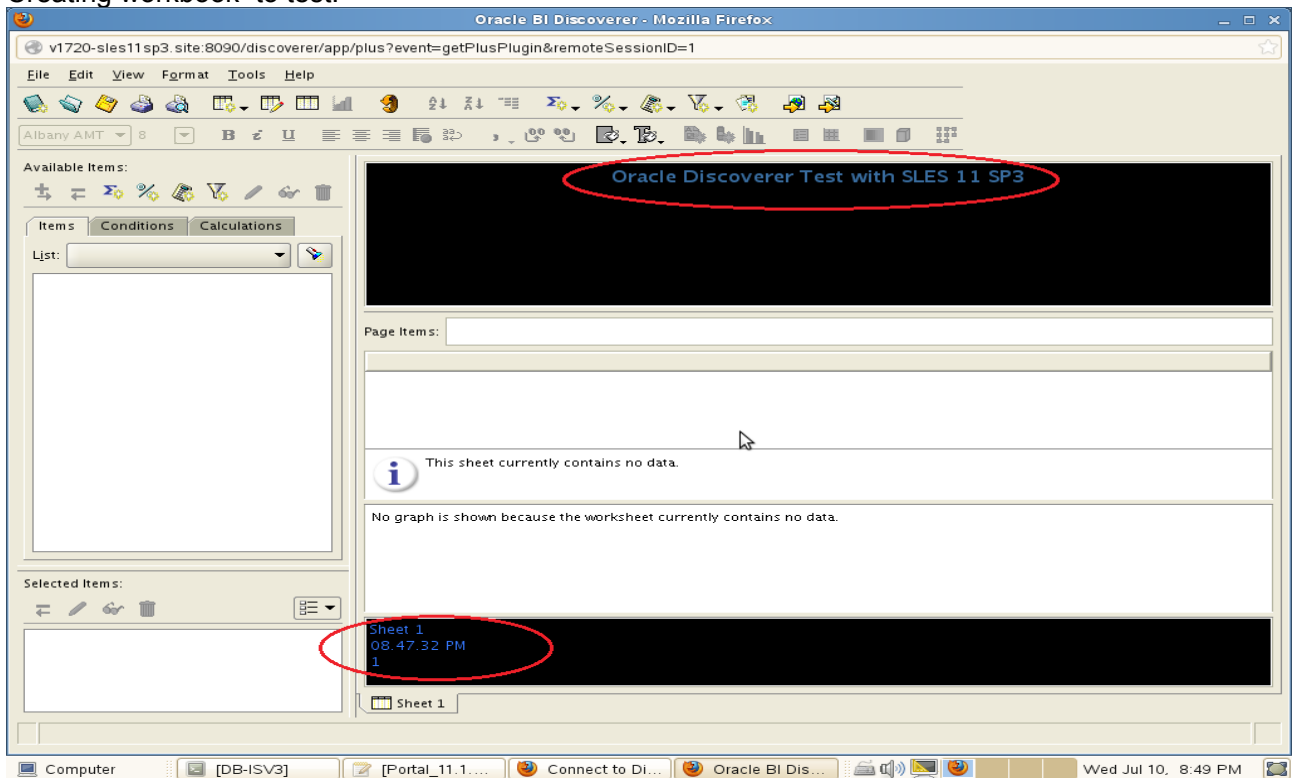 Creating workbook to test.
Oracle BI Discoverer - Mozilla Firefox
v1720-sles11sp3.site:8090/discoverer/app/plus?event=getPlusPlugin&remoteSessionID=1
File Edit View Format Tools Help
Albany AMT 8 B i U
Available Items:
Items Conditions Calculations
List:
Selected Items:
Oracle Discoverer Test with SLES 11 SP3
Page Items:
This sheet currently contains no data.
No graph is shown because the worksheet currently contains no data.
Sheet 1
08.47.32 PM
1
Sheet 1
Computer [DB-ISV3] [Portal_11.1.... Connect to Di... Oracle BI Dis... Wed Jul 10, 8:49 PM